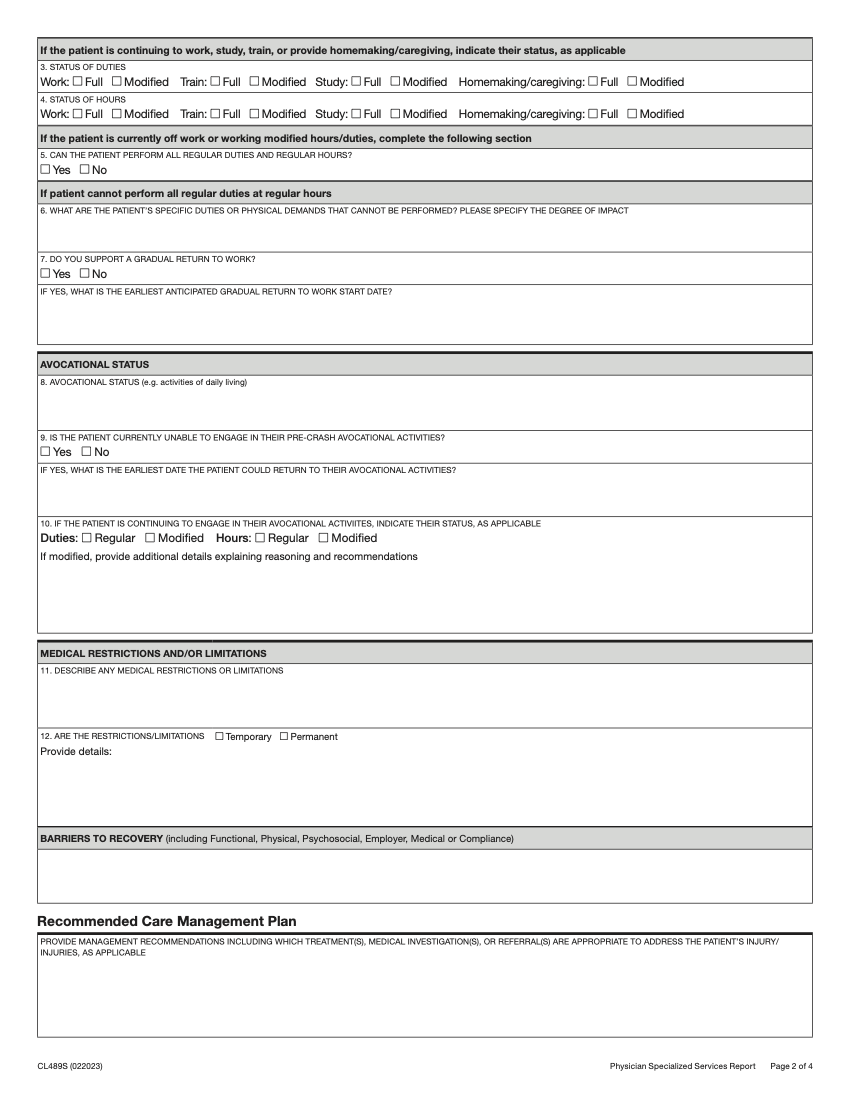 If the patient is continuing to work, study, train, or provide homemaking/caregiving, indicate their status, as applicable
3. STATUS OF DUTIES
Work: ☐ Full ☐ Modified Train: ☐ Full ☐ Modified Study: ☐ Full ☐ Modified Homemaking/caregiving: ☐ Full ☐ Modified
4. STATUS OF HOURS
Work: ☐ Full ☐ Modified Train: ☐ Full ☐ Modified Study: ☐ Full ☐ Modified Homemaking/caregiving: ☐ Full ☐ Modified
If the patient is currently off work or working modified hours/duties, complete the following section
5. CAN THE PATIENT PERFORM ALL REGULAR DUTIES AND REGULAR HOURS?
☐ Yes ☐ No
If patient cannot perform all regular duties at regular hours
6. WHAT ARE THE PATIENT'S SPECIFIC DUTIES OR PHYSICAL DEMANDS THAT CANNOT BE PERFORMED? PLEASE SPECIFY THE DEGREE OF IMPACT
7. DO YOU SUPPORT A GRADUAL RETURN TO WORK?
☐ Yes ☐ No
IF YES, WHAT IS THE EARLIEST ANTICIPATED GRADUAL RETURN TO WORK START DATE?
AVOCATIONAL STATUS
8. AVOCATIONAL STATUS (e.g. activities of daily living)
9. IS THE PATIENT CURRENTLY UNABLE TO ENGAGE IN THEIR PRE-CRASH AVOCATIONAL ACTIVITIES?
☐ Yes ☐ No
IF YES, WHAT IS THE EARLIEST DATE THE PATIENT COULD RETURN TO THEIR AVOCATIONAL ACTIVITIES?
10. IF THE PATIENT IS CONTINUING TO ENGAGE IN THEIR AVOCATIONAL ACTIVIITES, INDICATE THEIR STATUS, AS APPLICABLE
Duties: ☐ Regular ☐ Modified Hours: ☐ Regular ☐ Modified
If modified, provide additional details explaining reasoning and recommendations
MEDICAL RESTRICTIONS AND/OR LIMITATIONS
11. DESCRIBE ANY MEDICAL RESTRICTIONS OR LIMITATIONS
12. ARE THE RESTRICTIONS/LIMITATIONS ☐ Temporary ☐ Permanent
Provide details:
BARRIERS TO RECOVERY (including Functional, Physical, Psychosocial, Employer, Medical or Compliance)
Recommended Care Management Plan
PROVIDE MANAGEMENT RECOMMENDATIONS INCLUDING WHICH TREATMENT(S), MEDICAL INVESTIGATION(S), OR REFERRAL(S) ARE APPROPRIATE TO ADDRESS THE PATIENT'S INJURY/
INJURIES, AS APPLICABLE
CL489S (022023) Physician Specialized Services Report Page 2 of 4